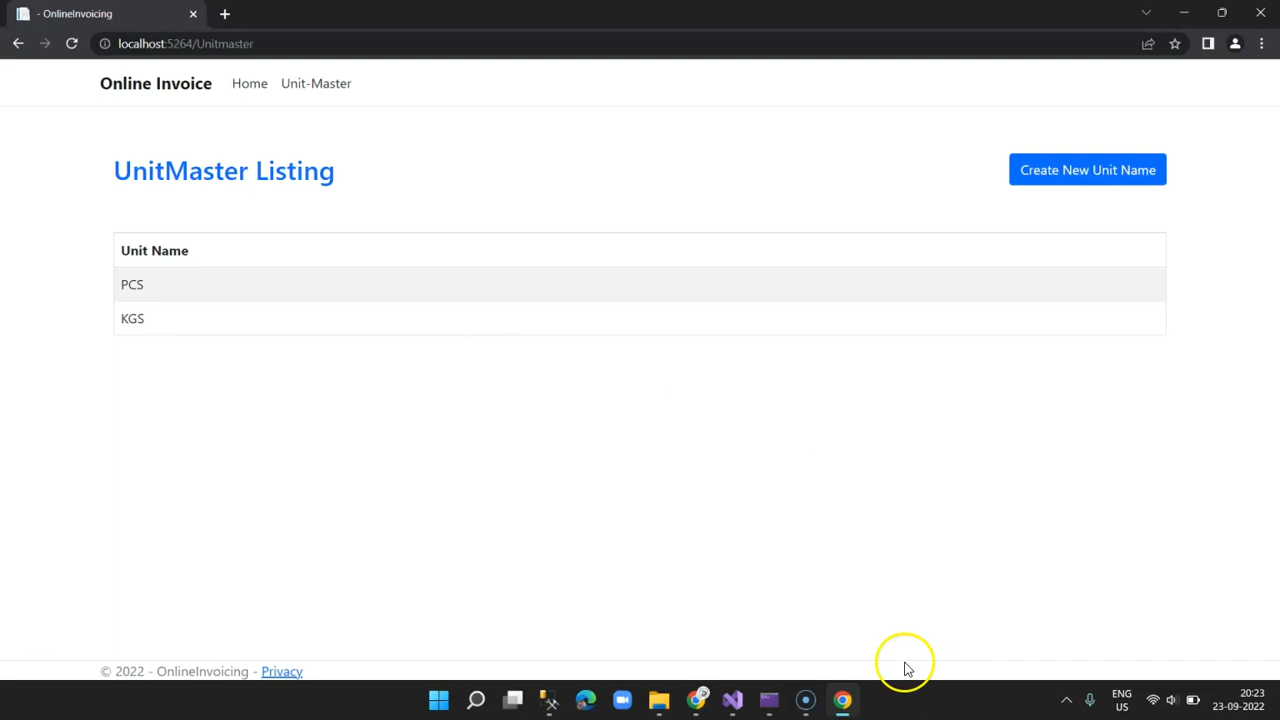 - OnlineInvoicing
localhost:5264/Unitmaster
Online Invoice Home Unit-Master
UnitMaster Listing
Create New Unit Name
Unit Name
PCS
KGS
© 2022 - OnlineInvoicing - Privacy
ENG
US
20:23
23-09-2022